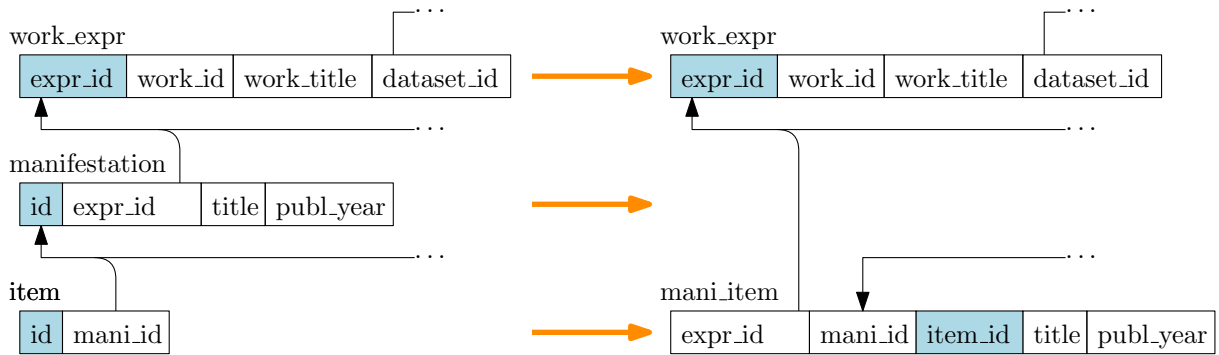 ... ...
work_expr work_expr
expr_id work_id work_title dataset_id expr_id work_id work_title dataset_id
... ...
manifestation
id expr_id title publ_year
... ...
item mani_item
id mani_id expr_id mani_id item_id title publ_year